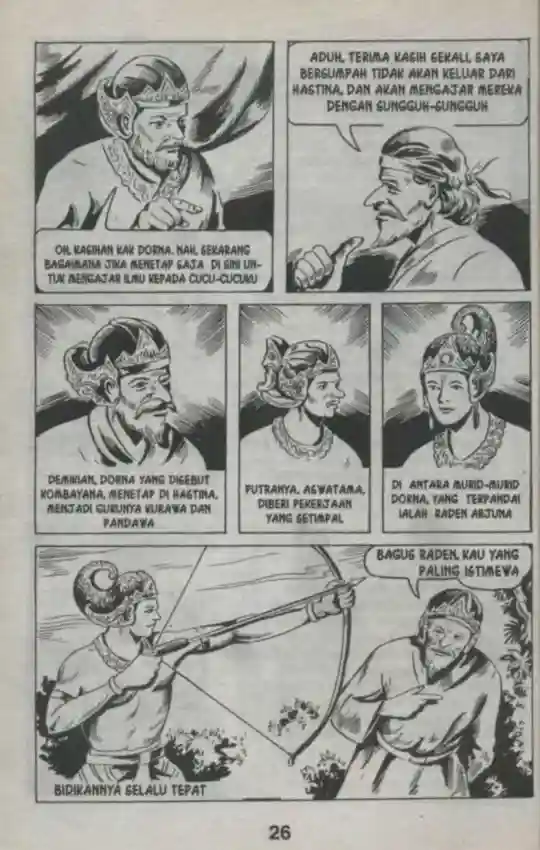 OH, KASIHAN KAK DORNA. NAH, SEKARANG
BAGAIMANA JIKA MENETAP SAJA DI SINI UN-
TUK MENGAJAR ILMU KEPADA CUCU-CUCUKU
ADUH, TERIMA KASIH SEKALI, SAYA
BERSUMPAH TIDAK AKAN KELUAR DARI
HASTINA, DAN AKAN MENGAJAR MEREKA
DENGAN SUNGGUH-SUNGGUH
DEMIKIAN, DORNA YANG DISEBUT
KOMBAYANA, MENETAP DI HASTINA,
MENJADI GURUNYA KURAWA DAN
PANDAWA
PUTRANYA, ASWATAMA,
DIBERI PEKERJAAN
YANG SETIMPAL
DI ANTARA MURID-MURID
DORNA, YANG TERPANDAI
IALAH RADEN ARJUNA
BAGUS RADEN, KAU YANG
PALING ISTIMEWA
BIDIKANNYA SELALU TEPAT
26